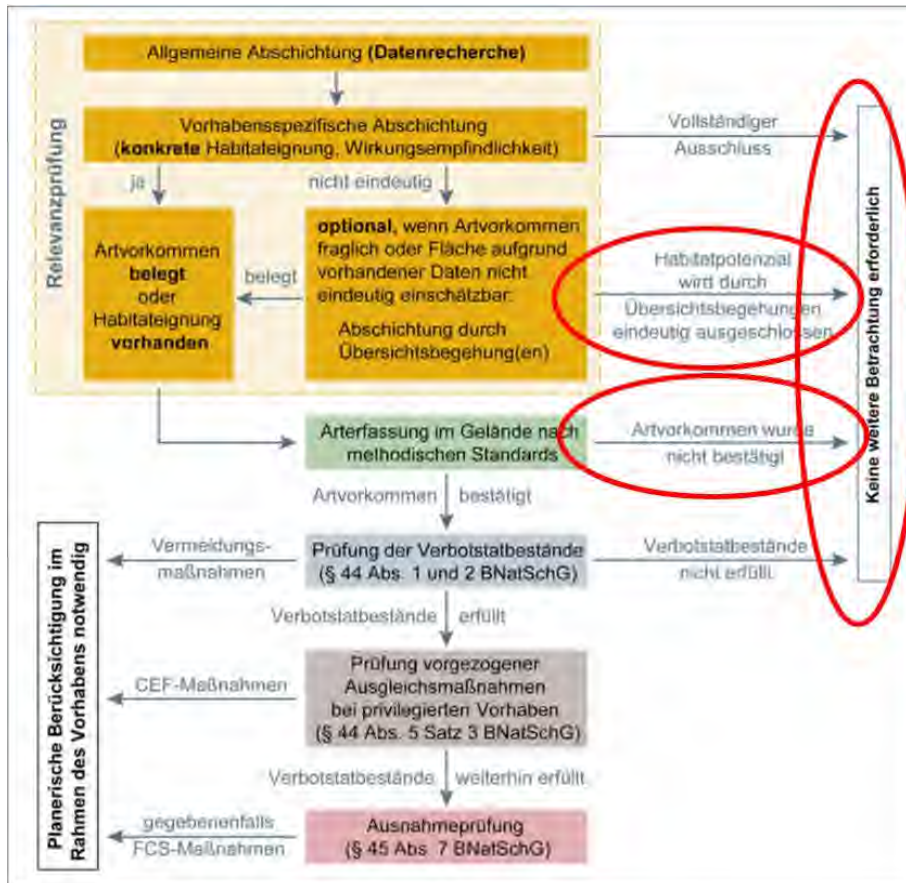 Allgemeine Abschichtung (Datenrecherche)
Relevanzprüfung
Vorhabensspezifische Abschichtung
(konkrete Habitateignung, Wirkungsempfindlichkeit)
Vollständiger
Ausschluss
ja
nicht eindeutig
Artvorkommen
belegt
oder
Habitateignung
vorhanden
belegt
optional, wenn Artvorkommen
fraglich oder Fläche aufgrund
vorhandener Daten nicht
eindeutig einschätzbar:
Abschichtung durch
Übersichtsbegehung(en)
Habitatpotenzial
wird durch
Übersichtsbegehungen
eindeutig ausgeschlossen
Keine weitere Betrachtung erforderlich
Arterfassung im Gelände nach
methodischen Standards
Artvorkommen wurde
nicht bestätigt
Artvorkommen bestätigt
Planerische Berücksichtigung im
Rahmen des Vorhabens notwendig
Vermeidungs-
maßnahmen
Prüfung der Verbotstatbestände
(§ 44 Abs. 1 und 2 BNatSchG)
Verbotstatbestände
nicht erfüllt
Verbotstatbestände erfüllt
CEF-Maßnahmen
Prüfung vorgezogener
Ausgleichsmaßnahmen
bei privilegierten Vorhaben
(§ 44 Abs. 5 Satz 3 BNatSchG)
Verbotstatbestände weiterhin erfüllt
gegebenenfalls
FCS-Maßnahmen
Ausnahmeprüfung
(§ 45 Abs. 7 BNatSchG)